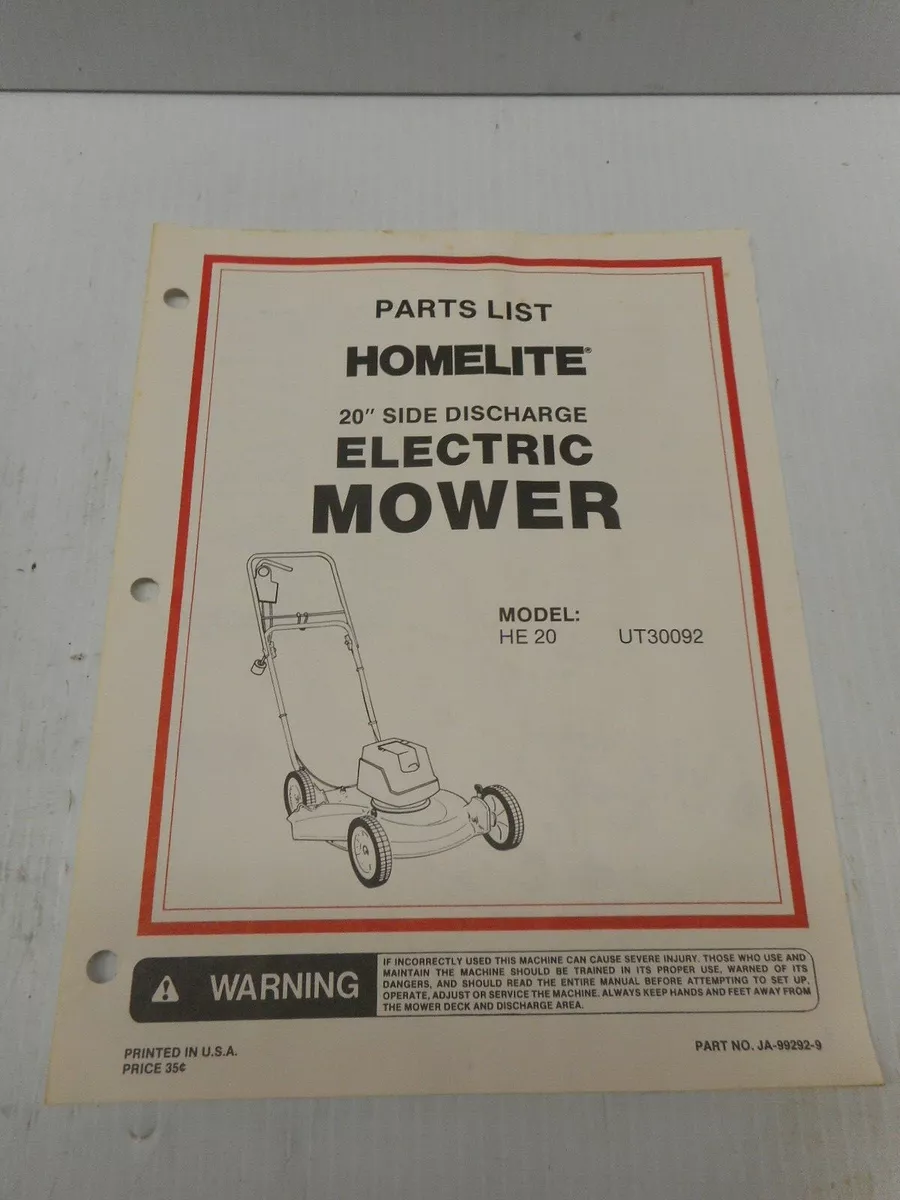 PARTS LIST
HOMELITE®
20" SIDE DISCHARGE
ELECTRIC
MOWER
MODEL:
HE 20 UT30092
WARNING
IF INCORRECTLY USED THIS MACHINE CAN CAUSE SEVERE INJURY. THOSE WHO USE AND
MAINTAIN THE MACHINE SHOULD BE TRAINED IN ITS PROPER USE, WARNED OF ITS
DANGERS, AND SHOULD READ THE ENTIRE MANUAL BEFORE ATTEMPTING TO SET UP,
OPERATE, ADJUST OR SERVICE THE MACHINE. ALWAYS KEEP HANDS AND FEET AWAY FROM
THE MOWER DECK AND DISCHARGE AREA.
PRINTED IN U.S.A.
PRICE 35¢
PART NO. JA-99292-9